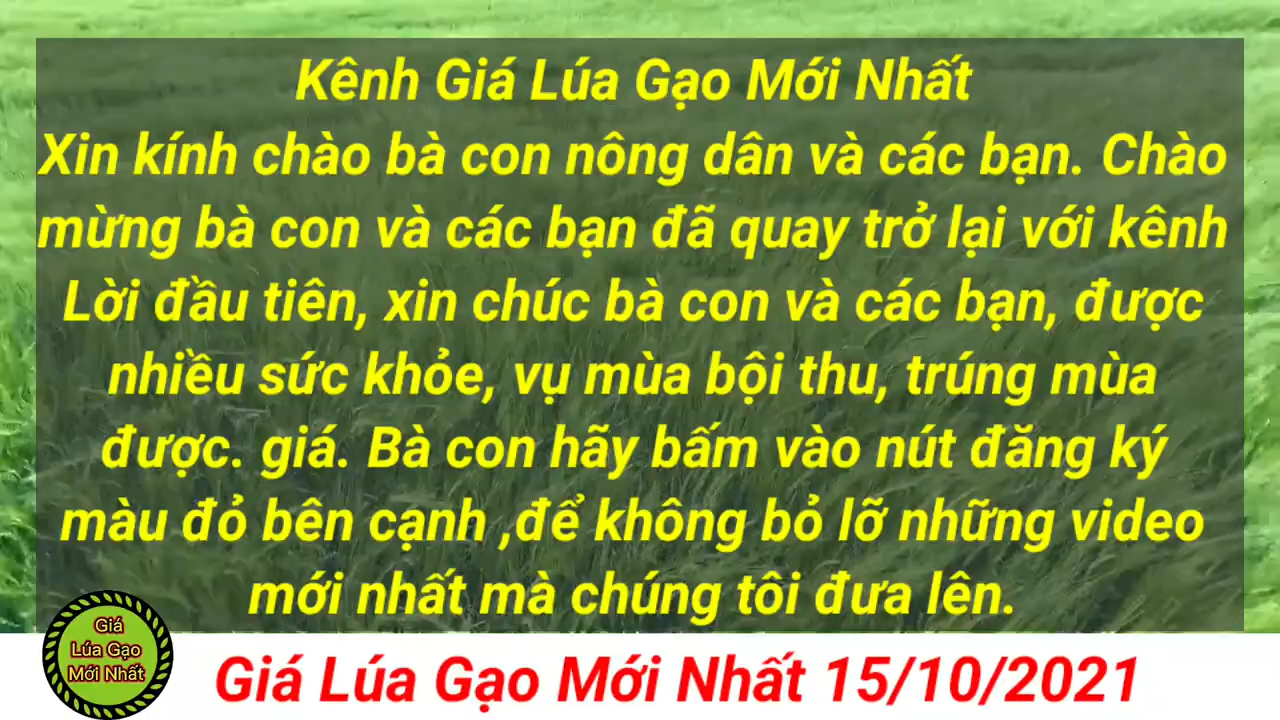 Kênh Giá Lúa Gạo Mới Nhất
Xin kính chào bà con nông dân và các bạn. Chào
mừng bà con và các bạn đã quay trở lại với kênh
Lời đầu tiên, xin chúc bà con và các bạn, được
nhiều sức khỏe, vụ mùa bội thu, trúng mùa
được. giá. Bà con hãy bấm vào nút đăng ký
màu đỏ bên cạnh ,để không bỏ lỡ những video
mới nhất mà chúng tôi đưa lên.
Giá
Lúa Gạo
Mới Nhất
Giá Lúa Gạo Mới Nhất 15/10/2021